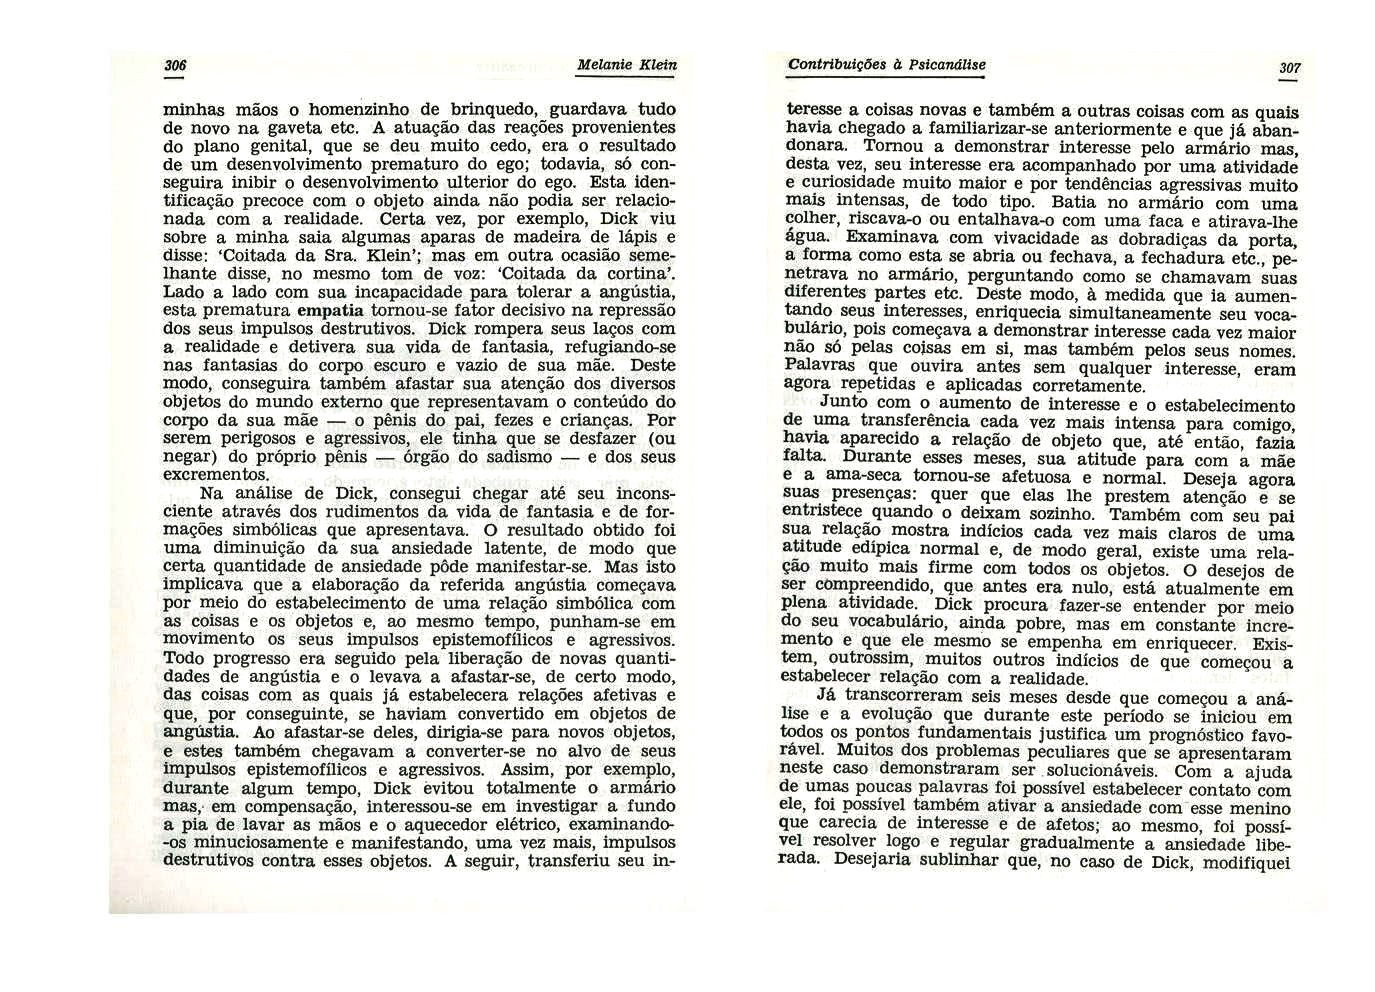 306
Melanie Klein
minhas mãos o homenzinho de brinquedo, guardava tudo
de novo na gaveta etc. A atuação das reações provenientes
do plano genital, que se deu muito cedo, era o resultado
de um desenvolvimento prematuro do ego; todavia, só con-
seguira inibir o desenvolvimento ulterior do ego. Esta iden-
tificação precoce com o objeto ainda não podia ser relacio-
nada com a realidade. Certa vez, por exemplo, Dick viu
sobre a minha saia algumas aparas de madeira de lápis e
disse: ‘Coitada da Sra. Klein’; mas em outra ocasião seme-
lhante disse, no mesmo tom de voz: ‘Coitada da cortina’.
Lado a lado com sua incapacidade para tolerar a angústia,
esta prematura empatia tornou-se fator decisivo na repressão
dos seus impulsos destrutivos. Dick rompera seus laços com
a realidade e detivera sua vida de fantasia, refugiando-se
nas fantasias do corpo escuro e vazio de sua mãe. Deste
modo, conseguira também afastar sua atenção dos diversos
objetos do mundo externo que representavam o conteúdo do
corpo da sua mãe — o pênis do pai, fezes e crianças. Por
serem perigosos e agressivos, ele tinha que se desfazer (ou
negar) do próprio pênis — órgão do sadismo — e dos seus
excrementos.
Na análise de Dick, consegui chegar até seu incons-
ciente através dos rudimentos da vida de fantasia e de for-
mações simbólicas que apresentava. O resultado obtido foi
uma diminuição da sua ansiedade latente, de modo que
certa quantidade de ansiedade pôde manifestar-se. Mas isto
implicava que a elaboração da referida angústia começava
por meio do estabelecimento de uma relação simbólica com
as coisas e os objetos e, ao mesmo tempo, punham-se em
movimento os seus impulsos epistemofílicos e agressivos.
Todo progresso era seguido pela liberação de novas quanti-
dades de angústia e o levava a afastar-se, de certo modo,
das coisas com as quais já estabelecera relações afetivas e
que, por conseguinte, se haviam convertido em objetos de
angústia. Ao afastar-se deles, dirigia-se para novos objetos,
e estes também chegavam a converter-se no alvo de seus
impulsos epistemofílicos e agressivos. Assim, por exemplo,
durante algum tempo, Dick evitou totalmente o armário
mas, em compensação, interessou-se em investigar a fundo
a pia de lavar as mãos e o aquecedor elétrico, examinando-
-os minuciosamente e manifestando, uma vez mais, impulsos
destrutivos contra esses objetos. A seguir, transferiu seu in-
Contribuições à Psicanálise
307
teresse a coisas novas e também a outras coisas com as quais
havia chegado a familiarizar-se anteriormente e que já aban-
donara. Tornou a demonstrar interesse pelo armário mas,
desta vez, seu interesse era acompanhado por uma atividade
e curiosidade muito maior e por tendências agressivas muito
mais intensas, de todo tipo. Batia no armário com uma
colher, riscava-o ou entalhava-o com uma faca e atirava-lhe
água. Examinava com vivacidade as dobradiças da porta,
a forma como esta se abria ou fechava, a fechadura etc., pe-
netrava no armário, perguntando como se chamavam suas
diferentes partes etc. Deste modo, à medida que ia aumen-
tando seus interesses, enriquecia simultaneamente seu voca-
bulário, pois começava a demonstrar interesse cada vez maior
não só pelas coisas em si, mas também pelos seus nomes.
Palavras que ouvira antes sem qualquer interesse, eram
agora repetidas e aplicadas corretamente.
Junto com o aumento de interesse e o estabelecimento
de uma transferência cada vez mais intensa para comigo,
havia aparecido a relação de objeto que, até então, fazia
falta. Durante esses meses, sua atitude para com a mãe
e a ama-seca tornou-se afetuosa e normal. Deseja agora
suas presenças: quer que elas lhe prestem atenção e se
entristece quando o deixam sozinho. Também com seu pai
sua relação mostra indícios cada vez mais claros de uma
atitude edípica normal e, de modo geral, existe uma rela-
ção muito mais firme com todos os objetos. O desejos de
ser compreendido, que antes era nulo, está atualmente em
plena atividade. Dick procura fazer-se entender por meio
do seu vocabulário, ainda pobre, mas em constante incre-
mento e que ele mesmo se empenha em enriquecer. Exis-
tem, outrossim, muitos outros indícios de que começou a
estabelecer relação com a realidade.
Já transcorreram seis meses desde que começou a aná-
lise e a evolução que durante este período se iniciou em
todos os pontos fundamentais justifica um prognóstico favo-
rável. Muitos dos problemas peculiares que se apresentaram
neste caso demonstraram ser solucionáveis. Com a ajuda
de umas poucas palavras foi possível estabelecer contato com
ele, foi possível também ativar a ansiedade com esse menino
que carecia de interesse e de afetos; ao mesmo, foi possí-
vel resolver logo e regular gradualmente a ansiedade libe-
rada. Desejaria sublinhar que, no caso de Dick, modifiquei